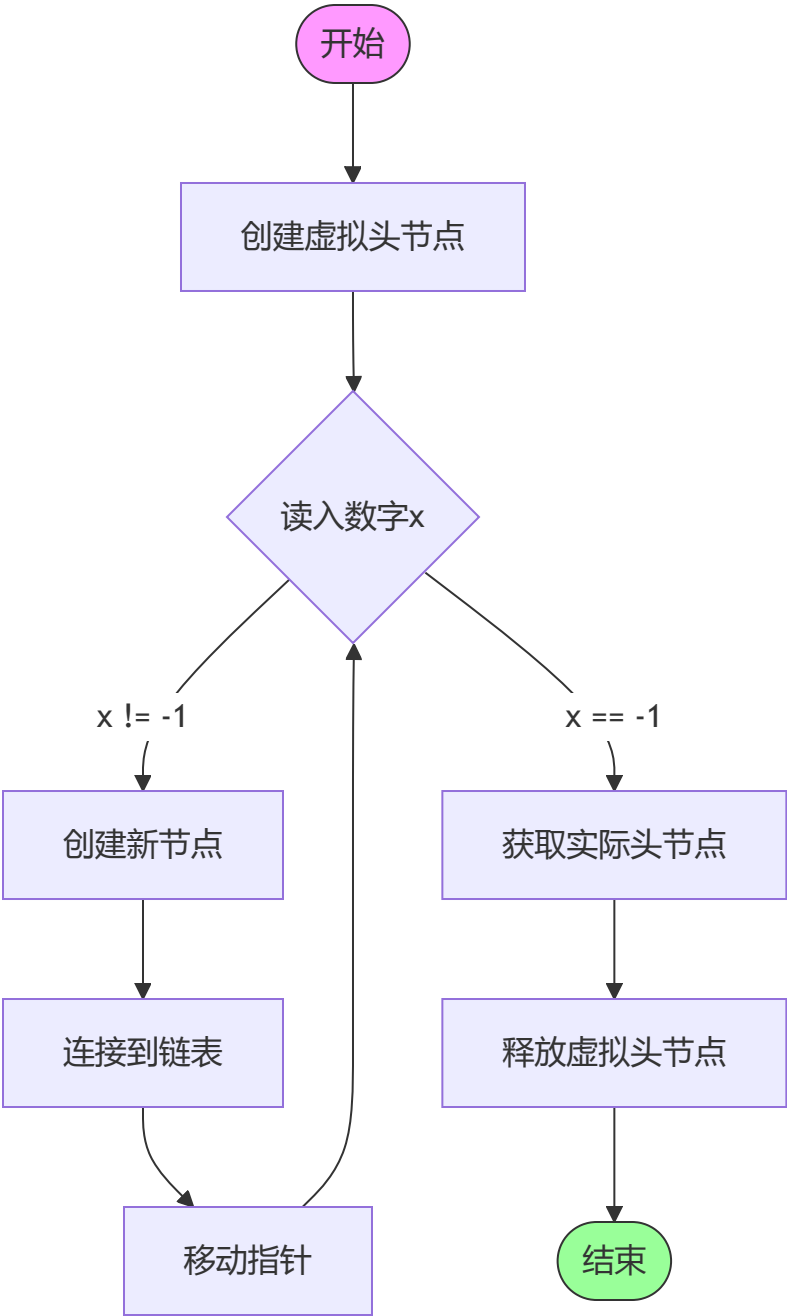 开始
创建虚拟头节点
读入数字x
x != -1
x == -1
创建新节点
获取实际头节点
连接到链表
释放虚拟头节点
移动指针
结束